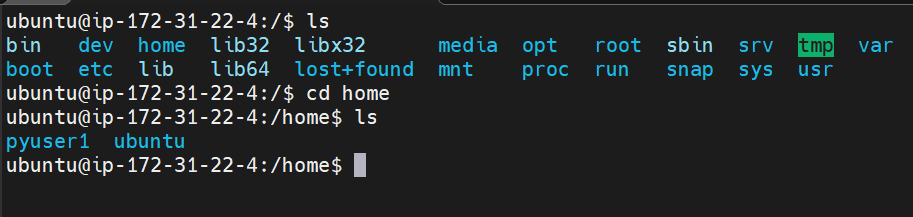 ubuntu@ip-172-31-22-4:/$ ls
bin dev home lib32 libx32 media opt root sbin srv tmp var
boot etc lib lib64 lost+found mnt proc run snap sys usr
ubuntu@ip-172-31-22-4:/$ cd home
ubuntu@ip-172-31-22-4:/home$ ls
pyuser1 ubuntu
ubuntu@ip-172-31-22-4:/home$